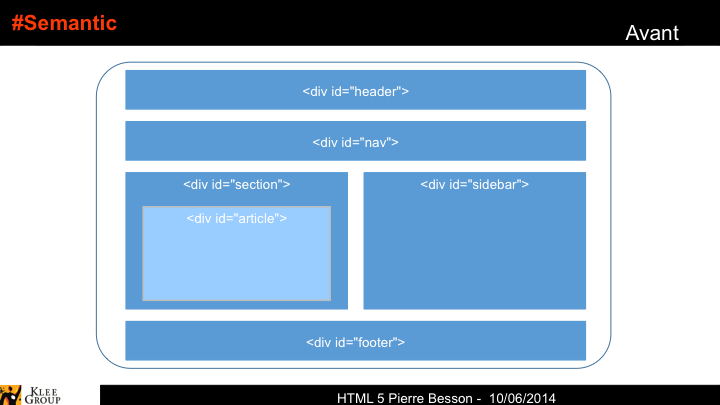 #Semantic
Avant
<div id="header">
<div id="nav">
<div id="section">
<div id="sidebar">
<div id="article">
<div id="footer">
KLEE
GROUP
HTML 5 Pierre Besson - 10/06/2014